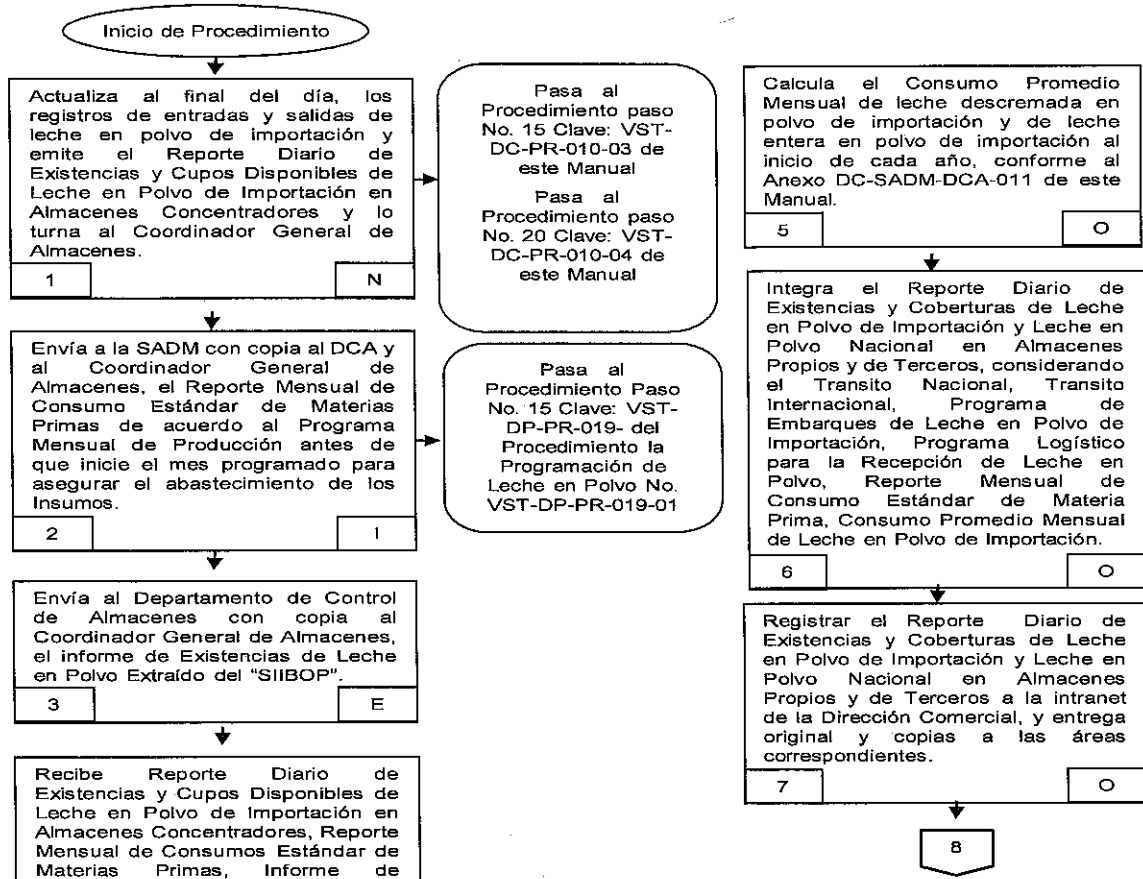 Inicio de Procedimiento
Actualiza al final del día, los
registros de entradas y salidas de
leche en polvo de importación y
emite el Reporte Diario de
Existencias y Cupos Disponibles de
Leche en Polvo de Importación en
Almacenes Concentradores y lo
turna al Coordinador General de
Almacenes.
1
N
Pasa al
Procedimiento paso
No. 15 Clave: VST-
DC-PR-010-03 de
este Manual
Pasa al
Procedimiento paso
No. 20 Clave: VST-
DC-PR-010-04 de
este Manual
Envía a la SADM con copia al DCA y
al Coordinador General de
Almacenes, el Reporte Mensual de
Consumo Estándar de Materias
Primas de acuerdo al Programa
Mensual de Producción antes de
que inicie el mes programado para
asegurar el abastecimiento de los
Insumos.
2
I
Pasa al
Procedimiento Paso
No. 15 Clave: VST-
DP-PR-019- del
Procedimiento la
Programación de
Leche en Polvo No.
VST-DP-PR-019-01
Envía al Departamento de Control
de Almacenes con copia al
Coordinador General de Almacenes,
el informe de Existencias de Leche
en Polvo Extraído del "SIIBOP".
3
E
Recibe Reporte Diario de
Existencias y Cupos Disponibles de
Leche en Polvo de Importación en
Almacenes Concentradores, Reporte
Mensual de Consumos Estándar de
Materias Primas, Informe de
Calcula el Consumo Promedio
Mensual de leche descremada en
polvo de importación y de leche
entera en polvo de importación al
inicio de cada año, conforme al
Anexo DC-SADM-DCA-011 de este
Manual.
5
O
Integra el Reporte Diario de
Existencias y Coberturas de Leche
en Polvo de Importación y Leche en
Polvo Nacional en Almacenes
Propios y de Terceros, considerando
el Transito Nacional, Transito
Internacional, Programa de
Embarques de Leche en Polvo de
Importación, Programa Logístico
para la Recepción de Leche en
Polvo, Reporte Mensual de
Consumo Estándar de Materia
Prima, Consumo Promedio Mensual
de Leche en Polvo de Importación.
6
O
Registrar el Reporte Diario de
Existencias y Coberturas de Leche
en Polvo de Importación y Leche en
Polvo Nacional en Almacenes
Propios y de Terceros a la intranet
de la Dirección Comercial, y entrega
original y copias a las áreas
correspondientes.
7
O
8